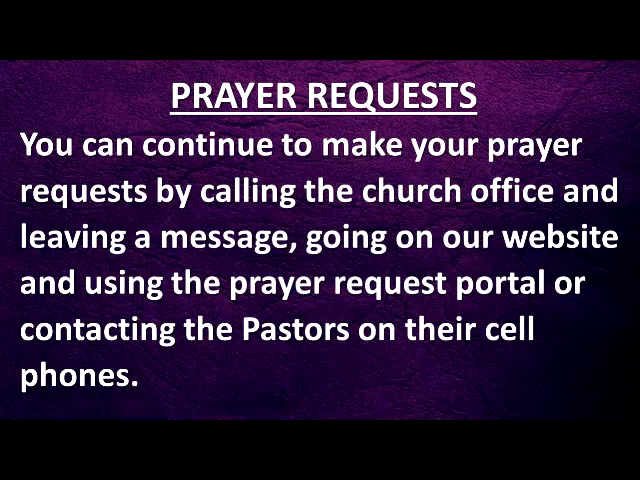 PRAYER REQUESTS
You can continue to make your prayer
requests by calling the church office and
leaving a message, going on our website
and using the prayer request portal or
contacting the Pastors on their cell
phones.